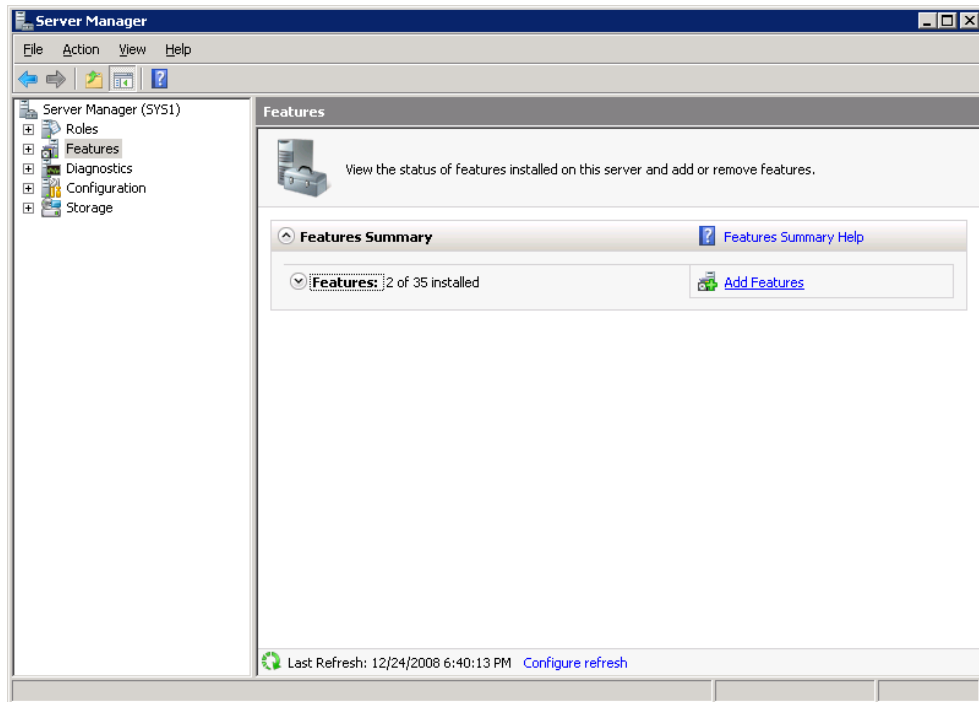 Server Manager
File Action View Help
Server Manager (SYS1)
Roles
Features
Diagnostics
Configuration
Storage
Features
View the status of features installed on this server and add or remove features.
Features Summary
Features Summary Help
Features: 2 of 35 installed
Add Features
Last Refresh: 12/24/2008 6:40:13 PM Configure refresh